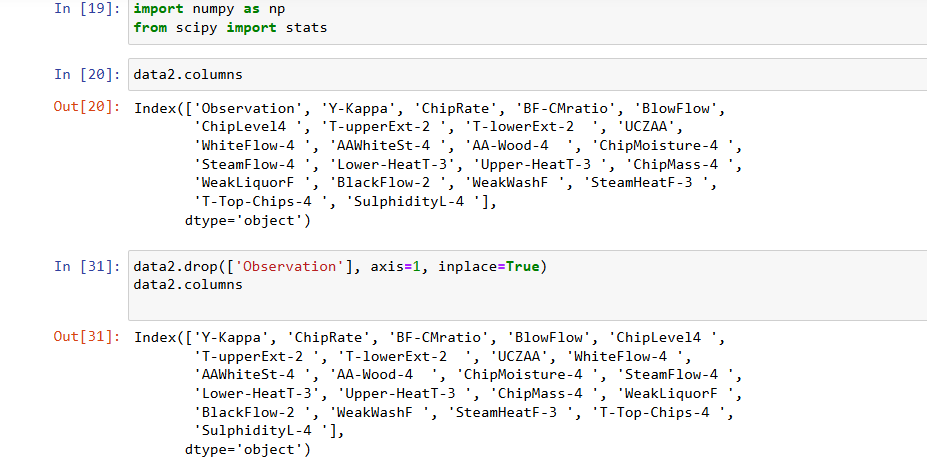 In [19]: import numpy as np
from scipy import stats
In [20]: data2.columns
Out[20]: Index(['Observation', 'Y-Kappa', 'ChipRate', 'BF-CMratio', 'BlowFlow',
'ChipLevel4 ', 'T-upperExt-2 ', 'T-lowerExt-2  ', 'UCZAA',
'WhiteFlow-4 ', 'AAWhiteSt-4 ', 'AA-Wood-4  ', 'ChipMoisture-4 ',
'SteamFlow-4 ', 'Lower-HeatT-3', 'Upper-HeatT-3 ', 'ChipMass-4 ',
'WeakLiquorF ', 'BlackFlow-2 ', 'WeakWashF ', 'SteamHeatF-3 ',
'T-Top-Chips-4 ', 'SulphidityL-4 '],
dtype='object')
In [31]: data2.drop(['Observation'], axis=1, inplace=True)
data2.columns
Out[31]: Index(['Y-Kappa', 'ChipRate', 'BF-CMratio', 'BlowFlow', 'ChipLevel4 ',
'T-upperExt-2 ', 'T-lowerExt-2  ', 'UCZAA', 'WhiteFlow-4 ',
'AAWhiteSt-4 ', 'AA-Wood-4  ', 'ChipMoisture-4 ', 'SteamFlow-4 ',
'Lower-HeatT-3', 'Upper-HeatT-3 ', 'ChipMass-4 ', 'WeakLiquorF ',
'BlackFlow-2 ', 'WeakWashF ', 'SteamHeatF-3 ', 'T-Top-Chips-4 ',
'SulphidityL-4 '],
dtype='object')